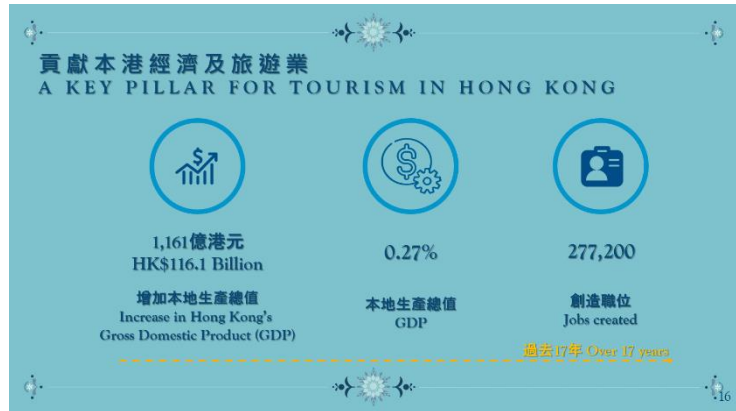 貢獻本港經濟及旅遊業
A KEY PILLAR FOR TOURISM IN HONG KONG
1,161億港元
HK$116.1 Billion
增加本地生產總值
Increase in Hong Kong's
Gross Domestic Product (GDP)
0.27%
本地生產總值
GDP
277,200
創造職位
Jobs created
過去17年 Over 17 years
16